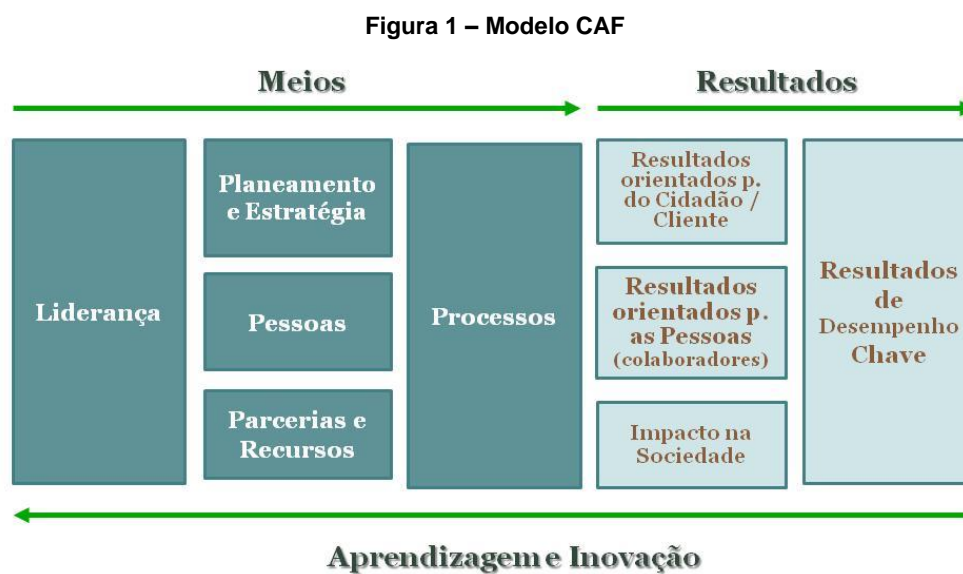 Figura 1 – Modelo CAF
Meios
Resultados
Liderança
Planeamento
e Estratégia
Pessoas
Parcerias e
Recursos
Processos
Resultados
orientados p.
do Cidadão /
Cliente
Resultados
orientados p.
as Pessoas
(colaboradores)
Impacto na
Sociedade
Resultados
de
Desempenho
Chave
Aprendizagem e Inovação